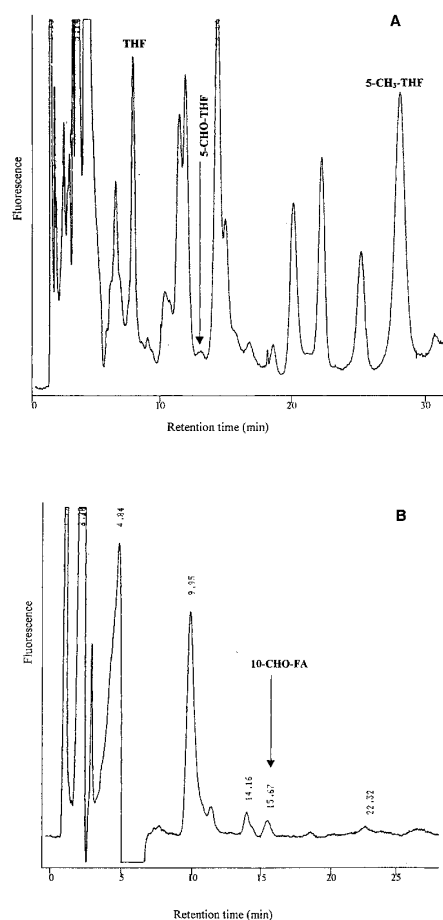 A
THF
5-CHO-THF
5-CH₃-THF
Fluorescence
0
10
20
30
Retention time (min)
B
4.84
9.95
10-CHO-FA
14.16
15.67
22.32
Fluorescence
0
5
10
15
20
25
Retention time (min)